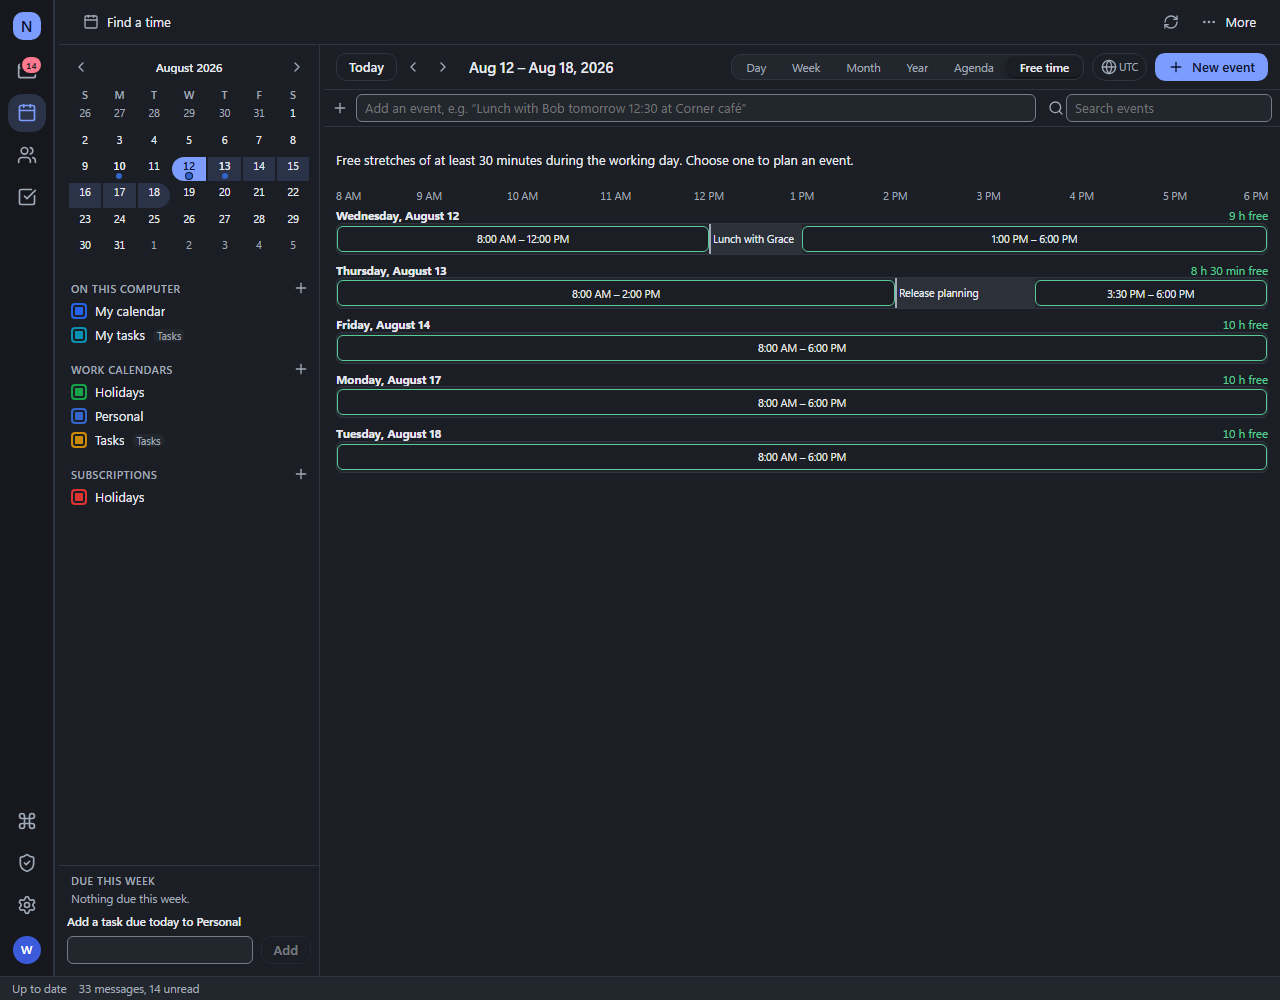 N
Find a time
More
14
August 2026
S M T W T F S
26 27 28 29 30 31 1
2 3 4 5 6 7 8
9 10 11 12 13 14 15
16 17 18 19 20 21 22
23 24 25 26 27 28 29
30 31 1 2 3 4 5
ON THIS COMPUTER
My calendar
My tasks Tasks
WORK CALENDARS
Holidays
Personal
Tasks Tasks
SUBSCRIPTIONS
Holidays
DUE THIS WEEK
Nothing due this week.
Add a task due today to Personal
Add
W
Today
Aug 12 – Aug 18, 2026
Day Week Month Year Agenda Free time
UTC
New event
Add an event, e.g. “Lunch with Bob tomorrow 12:30 at Corner café”
Search events
Free stretches of at least 30 minutes during the working day. Choose one to plan an event.
8 AM 9 AM 10 AM 11 AM 12 PM 1 PM 2 PM 3 PM 4 PM 5 PM 6 PM
Wednesday, August 12 9 h free
8:00 AM – 12:00 PM Lunch with Grace 1:00 PM – 6:00 PM
Thursday, August 13 8 h 30 min free
8:00 AM – 2:00 PM Release planning 3:30 PM – 6:00 PM
Friday, August 14 10 h free
8:00 AM – 6:00 PM
Monday, August 17 10 h free
8:00 AM – 6:00 PM
Tuesday, August 18 10 h free
8:00 AM – 6:00 PM
Up to date 33 messages, 14 unread